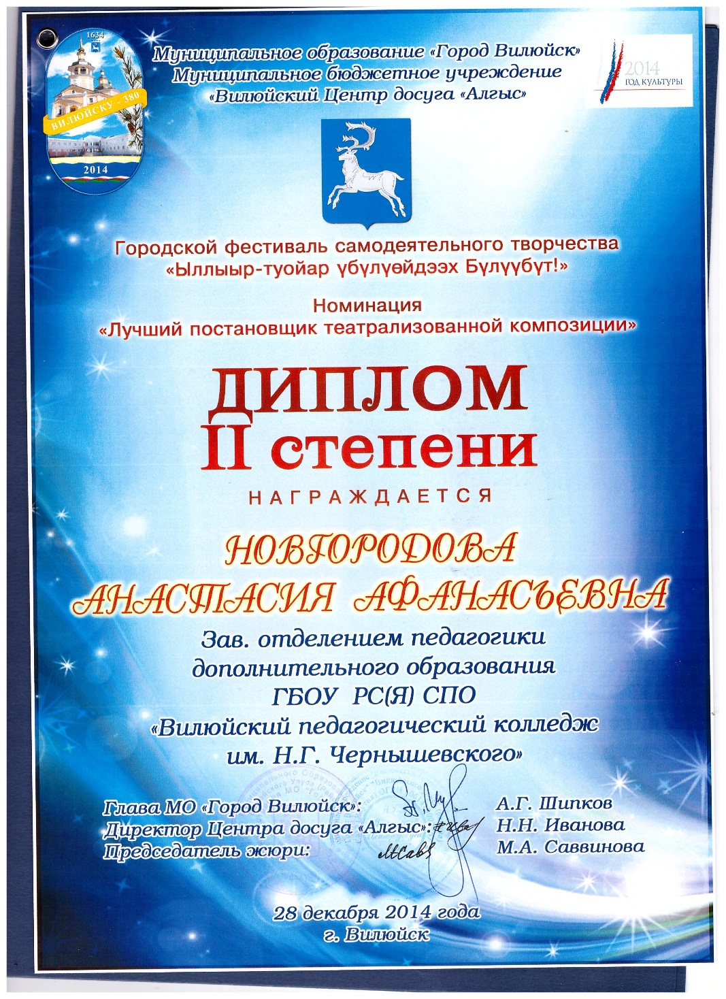 1634
ВИЛЮЙСКУ - 380
2014
Муниципальное образование «Город Вилюйск»
Муниципальное бюджетное учреждение
«Вилюйский Центр досуга «Алгыс»
2014
ГОД КУЛЬТУРЫ
Городской фестиваль самодеятельного творчества
«Ыллыыр-туойар үбүлүөйдээх Бүлүүбүт!»
Номинация
«Лучший постановщик театрализованной композиции»
ДИПЛОМ
II степени
НАГРАЖДАЕТСЯ
НОВГОРОДОВА
АНАСТАСИЯ АФАНАСЪЕВНА
Зав. отделением педагогики
дополнительного образования
ГБОУ РС(Я) СПО
«Вилюйский педагогический колледж
им. Н.Г. Чернышевского»
Глава МО «Город Вилюйск»: А.Г. Шипков
Директор Центра досуга «Алгыс»: Н.Н. Иванова
Председатель жюри: М.А. Саввинова
28 декабря 2014 года
г. Вилюйск